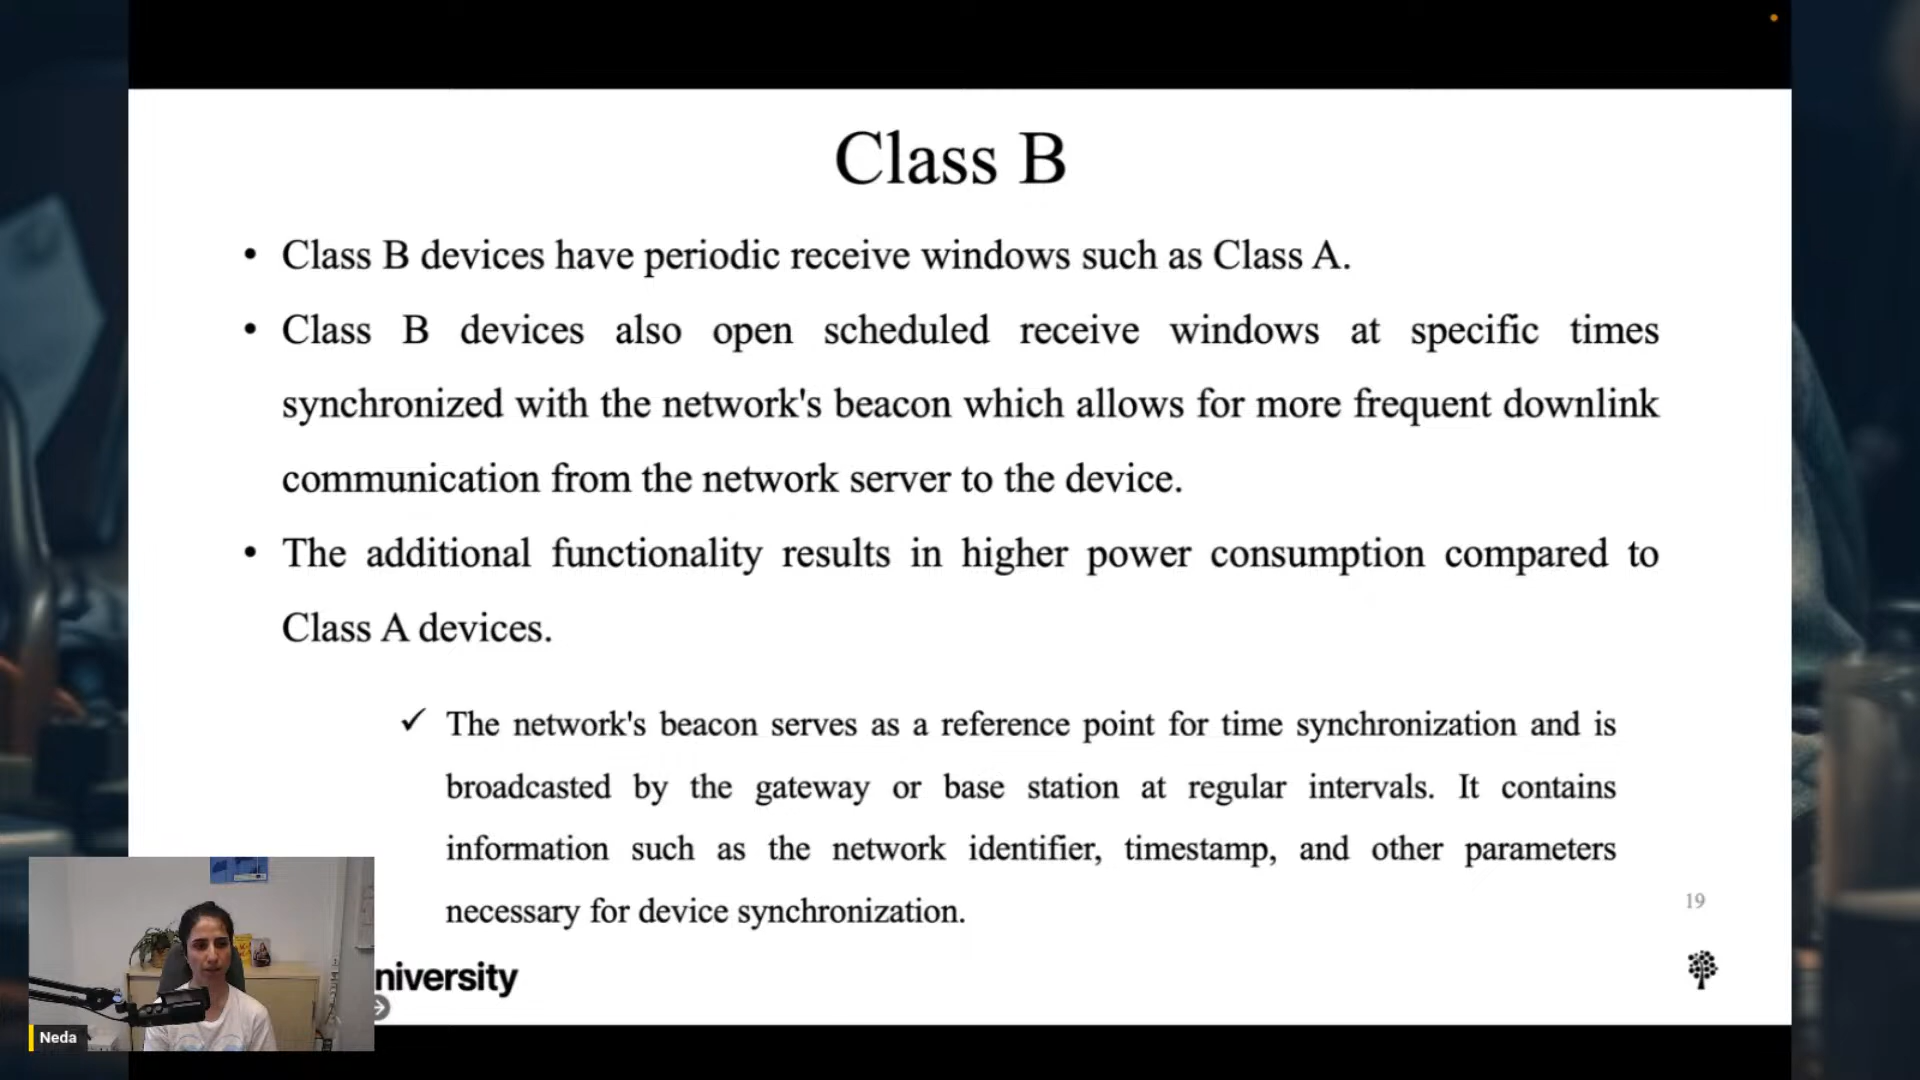 Class B
• Class B devices have periodic receive windows such as Class A.
• Class B devices also open scheduled receive windows at specific times
synchronized with the network's beacon which allows for more frequent downlink
communication from the network server to the device.
• The additional functionality results in higher power consumption compared to
Class A devices.
✓ The network's beacon serves as a reference point for time synchronization and is
broadcasted by the gateway or base station at regular intervals. It contains
information such as the network identifier, timestamp, and other parameters
necessary for device synchronization.
19
niversity
Neda